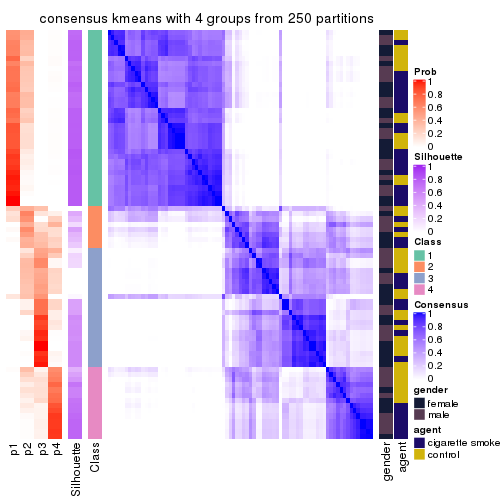 consensus kmeans with 4 groups from 250 partitions
Prob
1
0.8
0.6
0.4
0.2
0
Silhouette
1
0.8
0.6
0.4
0.2
0
Class
1
2
3
4
Consensus
1
0.8
0.6
0.4
0.2
0
gender
female
male
agent
cigarette smoke
control
p1
p2
p3
p4
Silhouette
Class
gender
agent